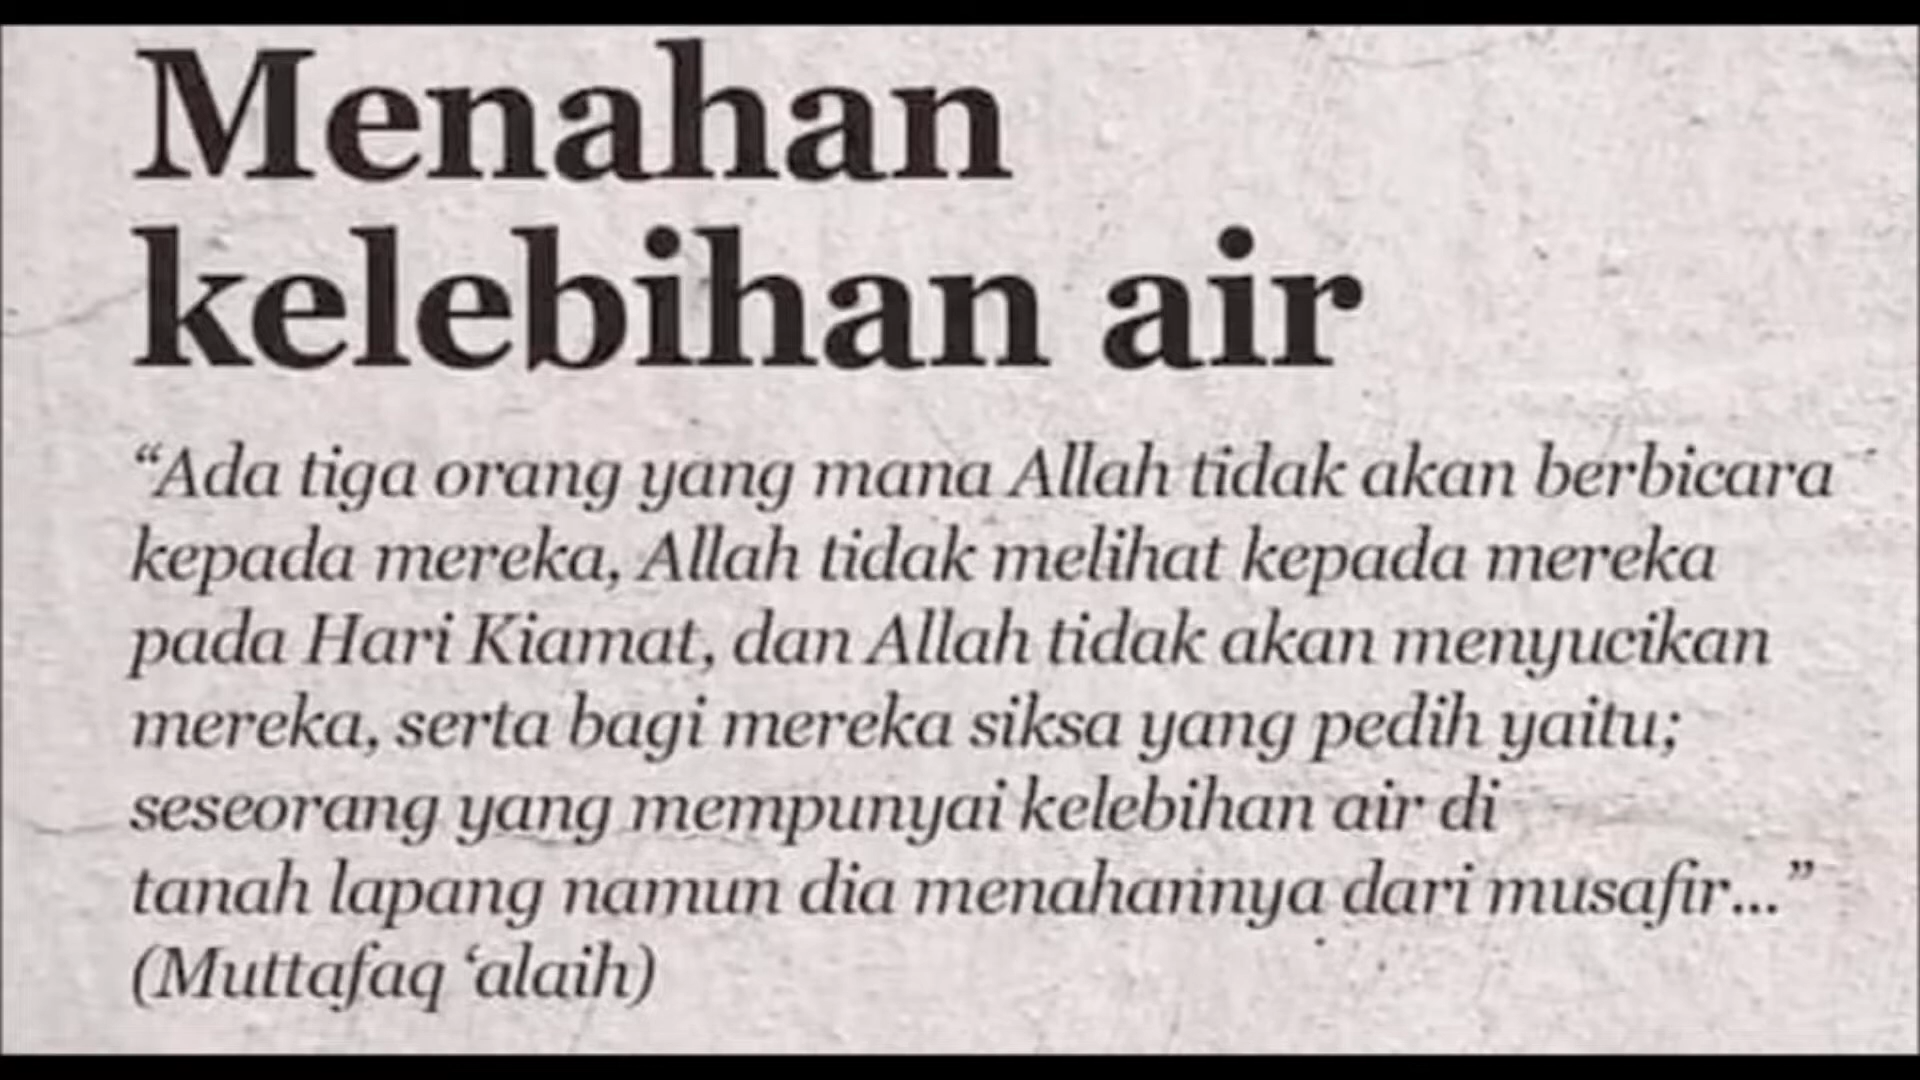 Menahan
kelebihan air
“Ada tiga orang yang mana Allah tidak akan berbicara
kepada mereka, Allah tidak melihat kepada mereka
pada Hari Kiamat, dan Allah tidak akan menyucikan
mereka, serta bagi mereka siksa yang pedih yaitu;
seseorang yang mempunyai kelebihan air di
tanah lapang namun dia menahannya dari musafir...”
(Muttafaq ‘alaih)